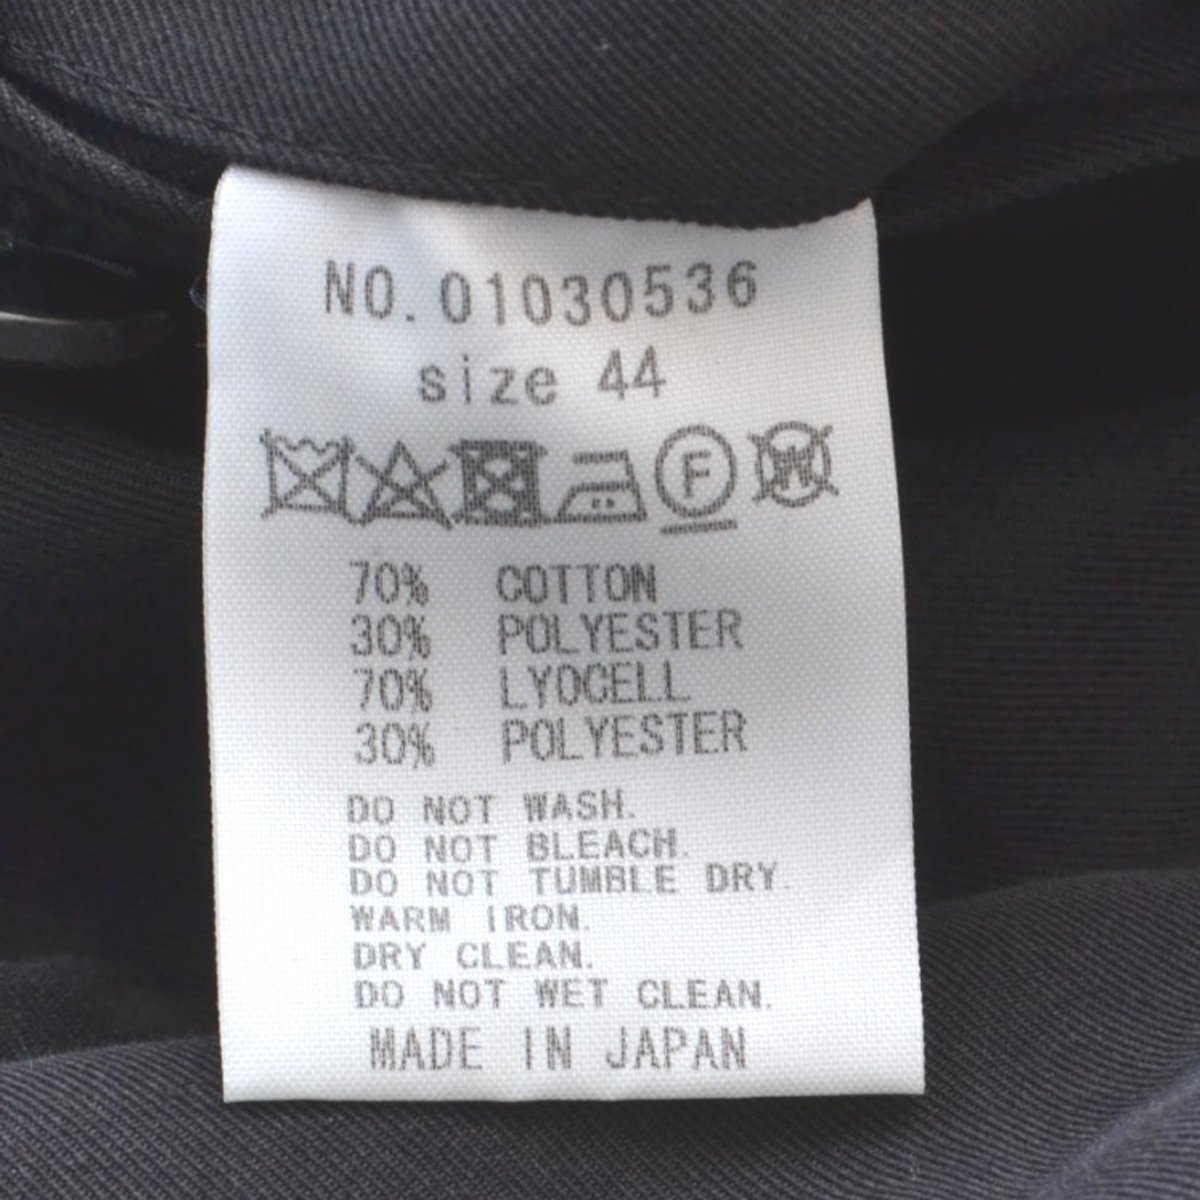 NO. 01030536
size 44
F W
70% COTTON
30% POLYESTER
70% LYOCELL
30% POLYESTER
DO NOT WASH.
DO NOT BLEACH.
DO NOT TUMBLE DRY.
WARM IRON.
DRY CLEAN.
DO NOT WET CLEAN.
MADE IN JAPAN